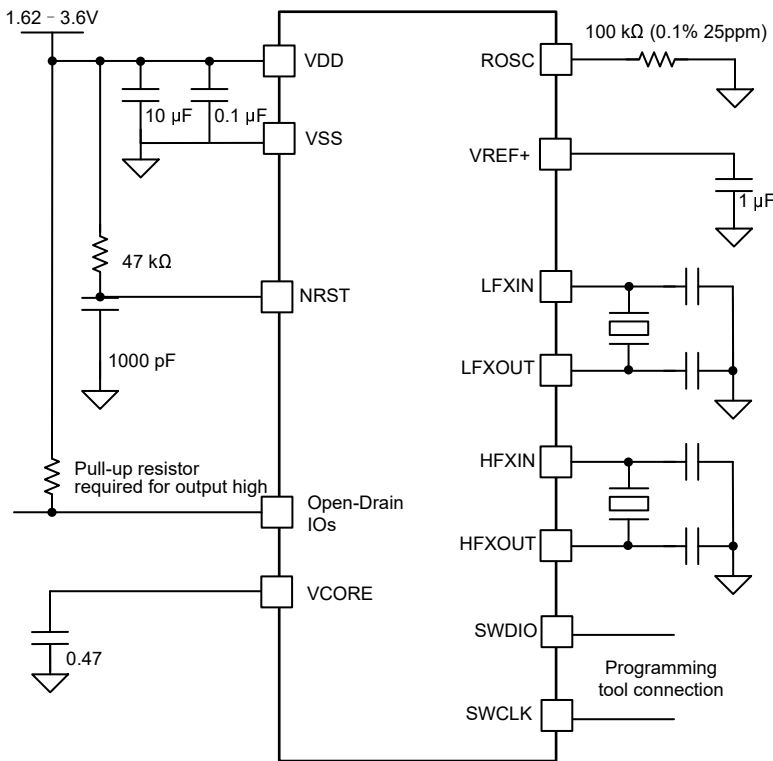 1.62 - 3.6V
VDD
10 µF
0.1 µF
VSS
47 kΩ
NRST
1000 pF
Pull-up resistor
required for output high
Open-Drain
IOs
VCORE
0.47
100 kΩ (0.1% 25ppm)
ROSC
VREF+
1 µF
LFXIN
LFXOUT
HFXIN
HFXOUT
SWDIO
Programming
tool connection
SWCLK